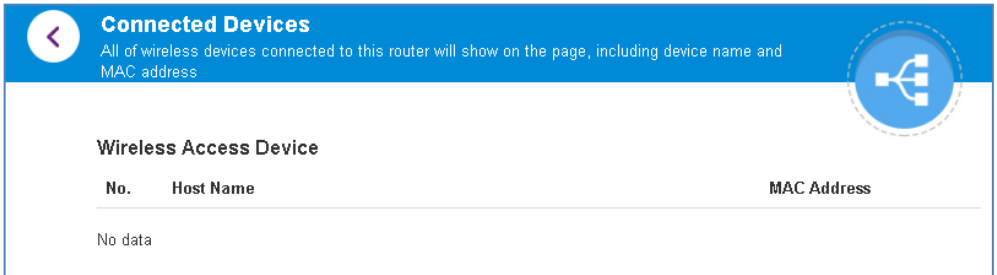 Connected Devices
All of wireless devices connected to this router will show on the page, including device name and
MAC address
Wireless Access Device
No. Host Name MAC Address
No data